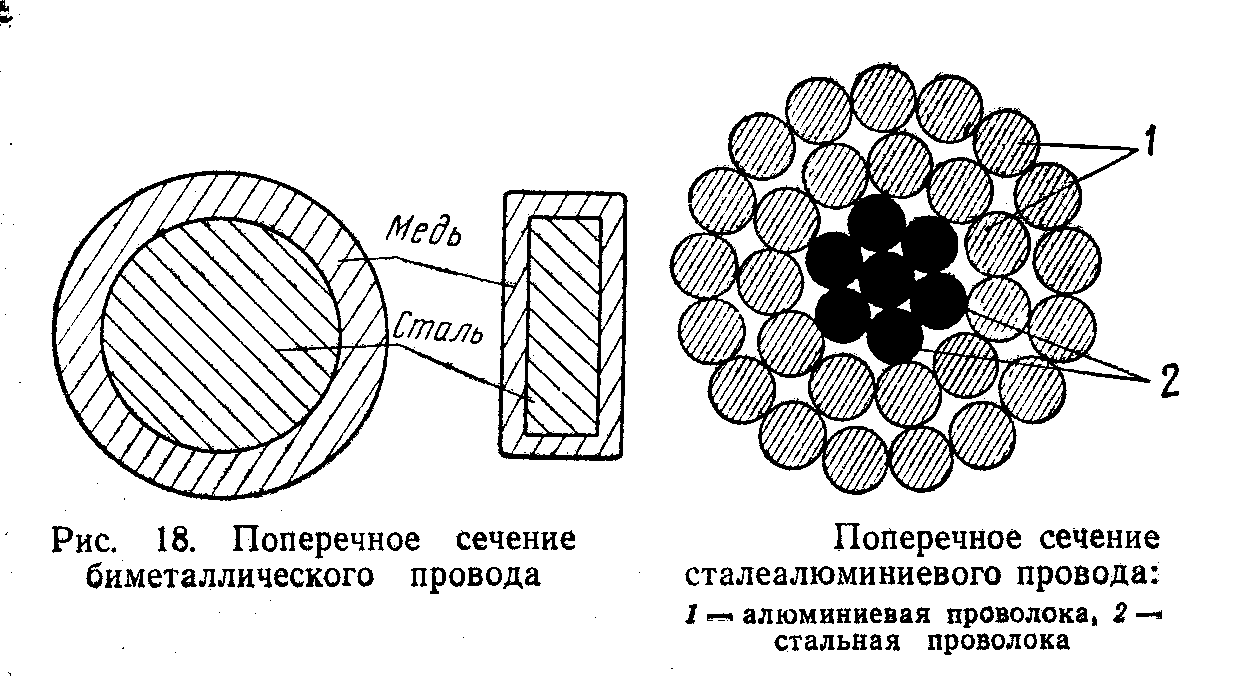 Медь
Сталь
1
2
Рис. 18. Поперечное сечение
биметаллического провода
Поперечное сечение
сталеалюминиевого провода:
1 — алюминиевая проволока, 2 —
стальная проволока